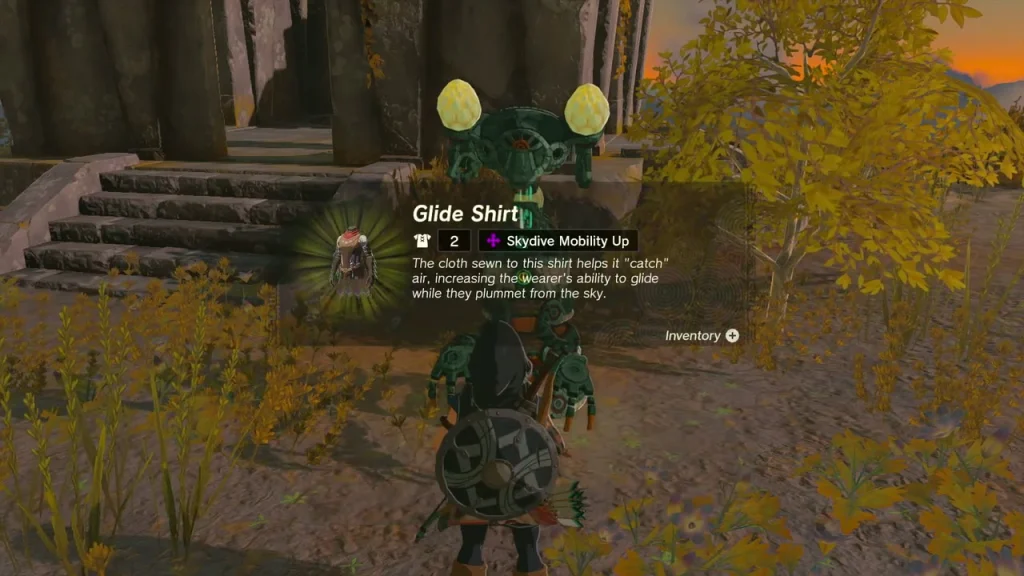 Glide Shirt
2 Skydive Mobility Up
The cloth sewn to this shirt helps it "catch"
air, increasing the wearer's ability to glide
while they plummet from the sky.
Inventory